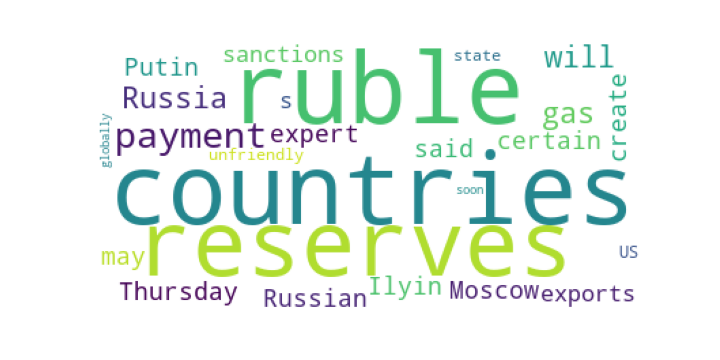 sanctions
state
will
Putin
ruble
Russia
s
gas
create
globally
payment
expert
said
certain
unfriendly
countries
soon
reserves
may
US
Thursday
Russian
Ilyin
Moscow
exports